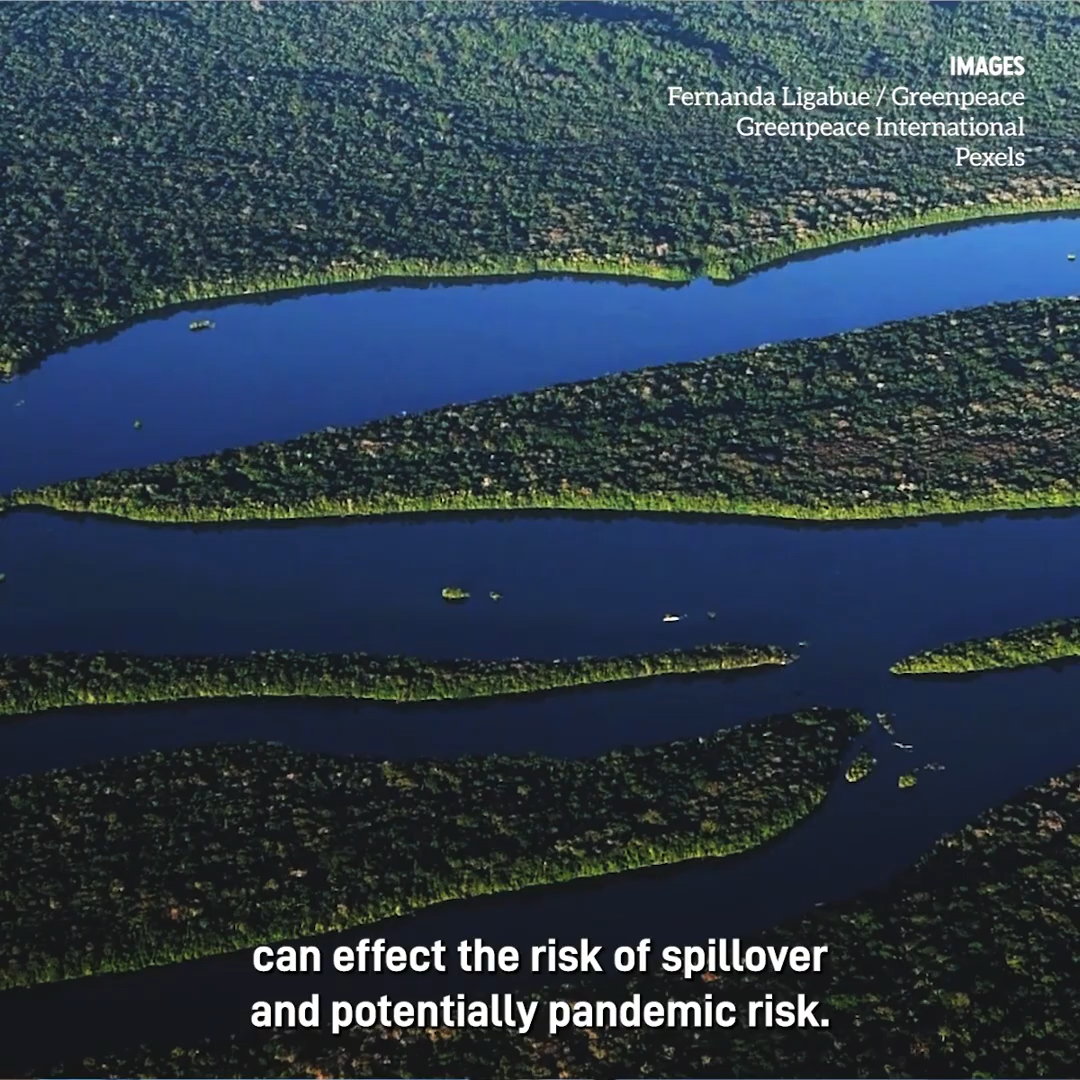 IMAGES
Fernanda Ligabue / Greenpeace
Greenpeace International
Pexels
can effect the risk of spillover
and potentially pandemic risk.